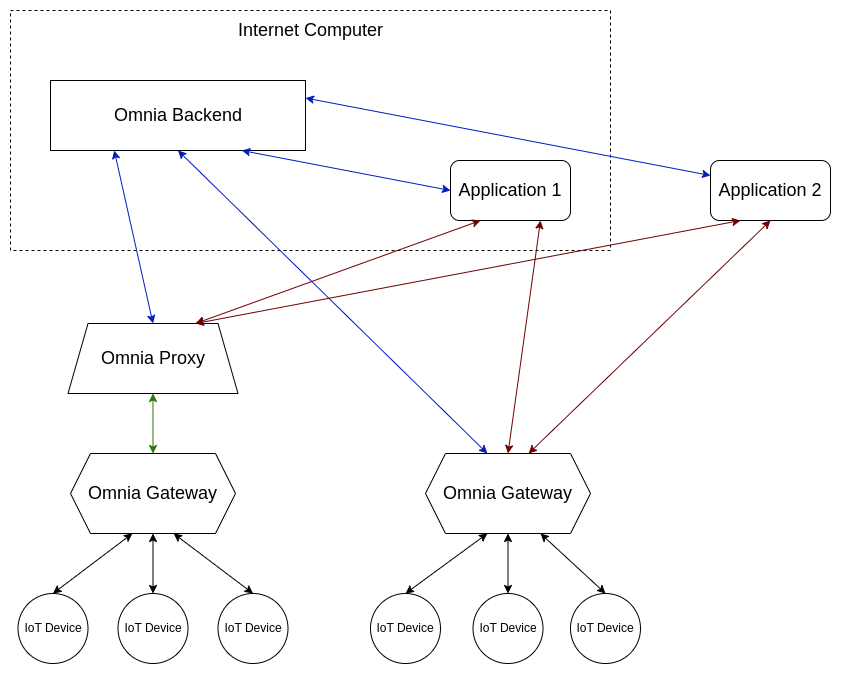 Internet Computer
Omnia Backend
Application 1
Application 2
Omnia Proxy
Omnia Gateway
Omnia Gateway
IoT Device
IoT Device
IoT Device
IoT Device
IoT Device
IoT Device